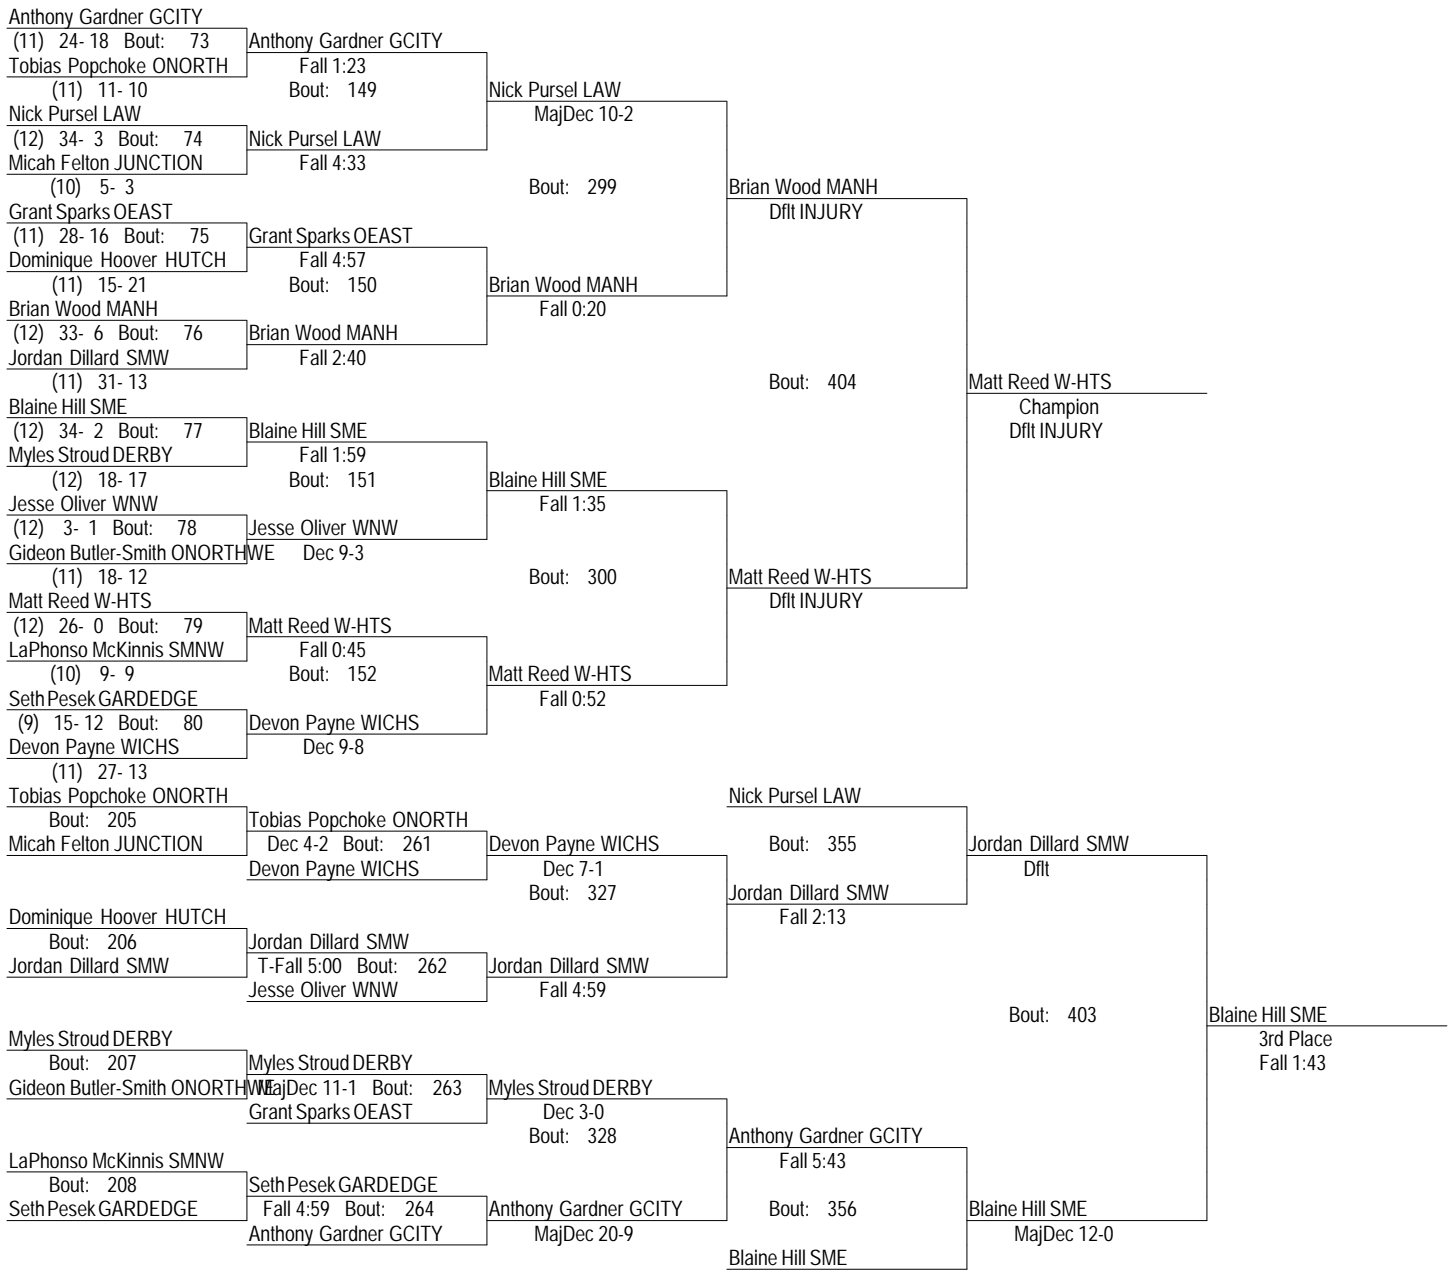 Anthony Gardner GCITY
(11) 24- 18 Bout: 73 Anthony Gardner GCITY
Tobias Popchoke ONORTH Fall 1:23
(11) 11- 10 Bout: 149 Nick Pursel LAW
Nick Pursel LAW MajDec 10-2
(12) 34- 3 Bout: 74 Nick Pursel LAW
Micah Felton JUNCTION Fall 4:33
(10) 5- 3 Bout: 299 Brian Wood MANH
Grant Sparks OEAST Dflt INJURY
(11) 28- 16 Bout: 75 Grant Sparks OEAST
Dominique Hoover HUTCH Fall 4:57
(11) 15- 21 Bout: 150 Brian Wood MANH
Brian Wood MANH Fall 0:20
(12) 33- 6 Bout: 76 Brian Wood MANH
Jordan Dillard SMW Fall 2:40
(11) 31- 13 Bout: 404 Matt Reed W-HTS
Blaine Hill SME Champion
(12) 34- 2 Bout: 77 Blaine Hill SME Dflt INJURY
Myles Stroud DERBY Fall 1:59
(12) 18- 17 Bout: 151 Blaine Hill SME
Jesse Oliver WNW Fall 1:35
(12) 3- 1 Bout: 78 Jesse Oliver WNW
Gideon Butler-Smith ONORTHWE Dec 9-3
(11) 18- 12 Bout: 300 Matt Reed W-HTS
Matt Reed W-HTS Dflt INJURY
(12) 26- 0 Bout: 79 Matt Reed W-HTS
LaPhonso McKinnis SMNW Fall 0:45
(10) 9- 9 Bout: 152 Matt Reed W-HTS
Seth Pesek GARDEDGE Fall 0:52
(9) 15- 12 Bout: 80 Devon Payne WICHS
Devon Payne WICHS Dec 9-8
(11) 27- 13
Tobias Popchoke ONORTH Nick Pursel LAW
Bout: 205 Tobias Popchoke ONORTH
Micah Felton JUNCTION Dec 4-2 Bout: 261 Devon Payne WICHS Bout: 355 Jordan Dillard SMW
Devon Payne WICHS Dec 7-1 Dflt
Bout: 327 Jordan Dillard SMW
Dominique Hoover HUTCH Fall 2:13
Bout: 206 Jordan Dillard SMW
Jordan Dillard SMW T-Fall 5:00 Bout: 262 Jordan Dillard SMW
Jesse Oliver WNW Fall 4:59
Bout: 403 Blaine Hill SME
Myles Stroud DERBY 3rd Place
Bout: 207 Myles Stroud DERBY Fall 1:43
Gideon Butler-Smith ONORTHWE MajDec 11-1 Bout: 263 Myles Stroud DERBY
Grant Sparks OEAST Dec 3-0
Bout: 328 Anthony Gardner GCITY
LaPhonso McKinnis SMNW Fall 5:43
Bout: 208 Seth Pesek GARDEDGE
Seth Pesek GARDEDGE Fall 4:59 Bout: 264 Anthony Gardner GCITY Bout: 356 Blaine Hill SME
Anthony Gardner GCITY MajDec 20-9 MajDec 12-0
Blaine Hill SME